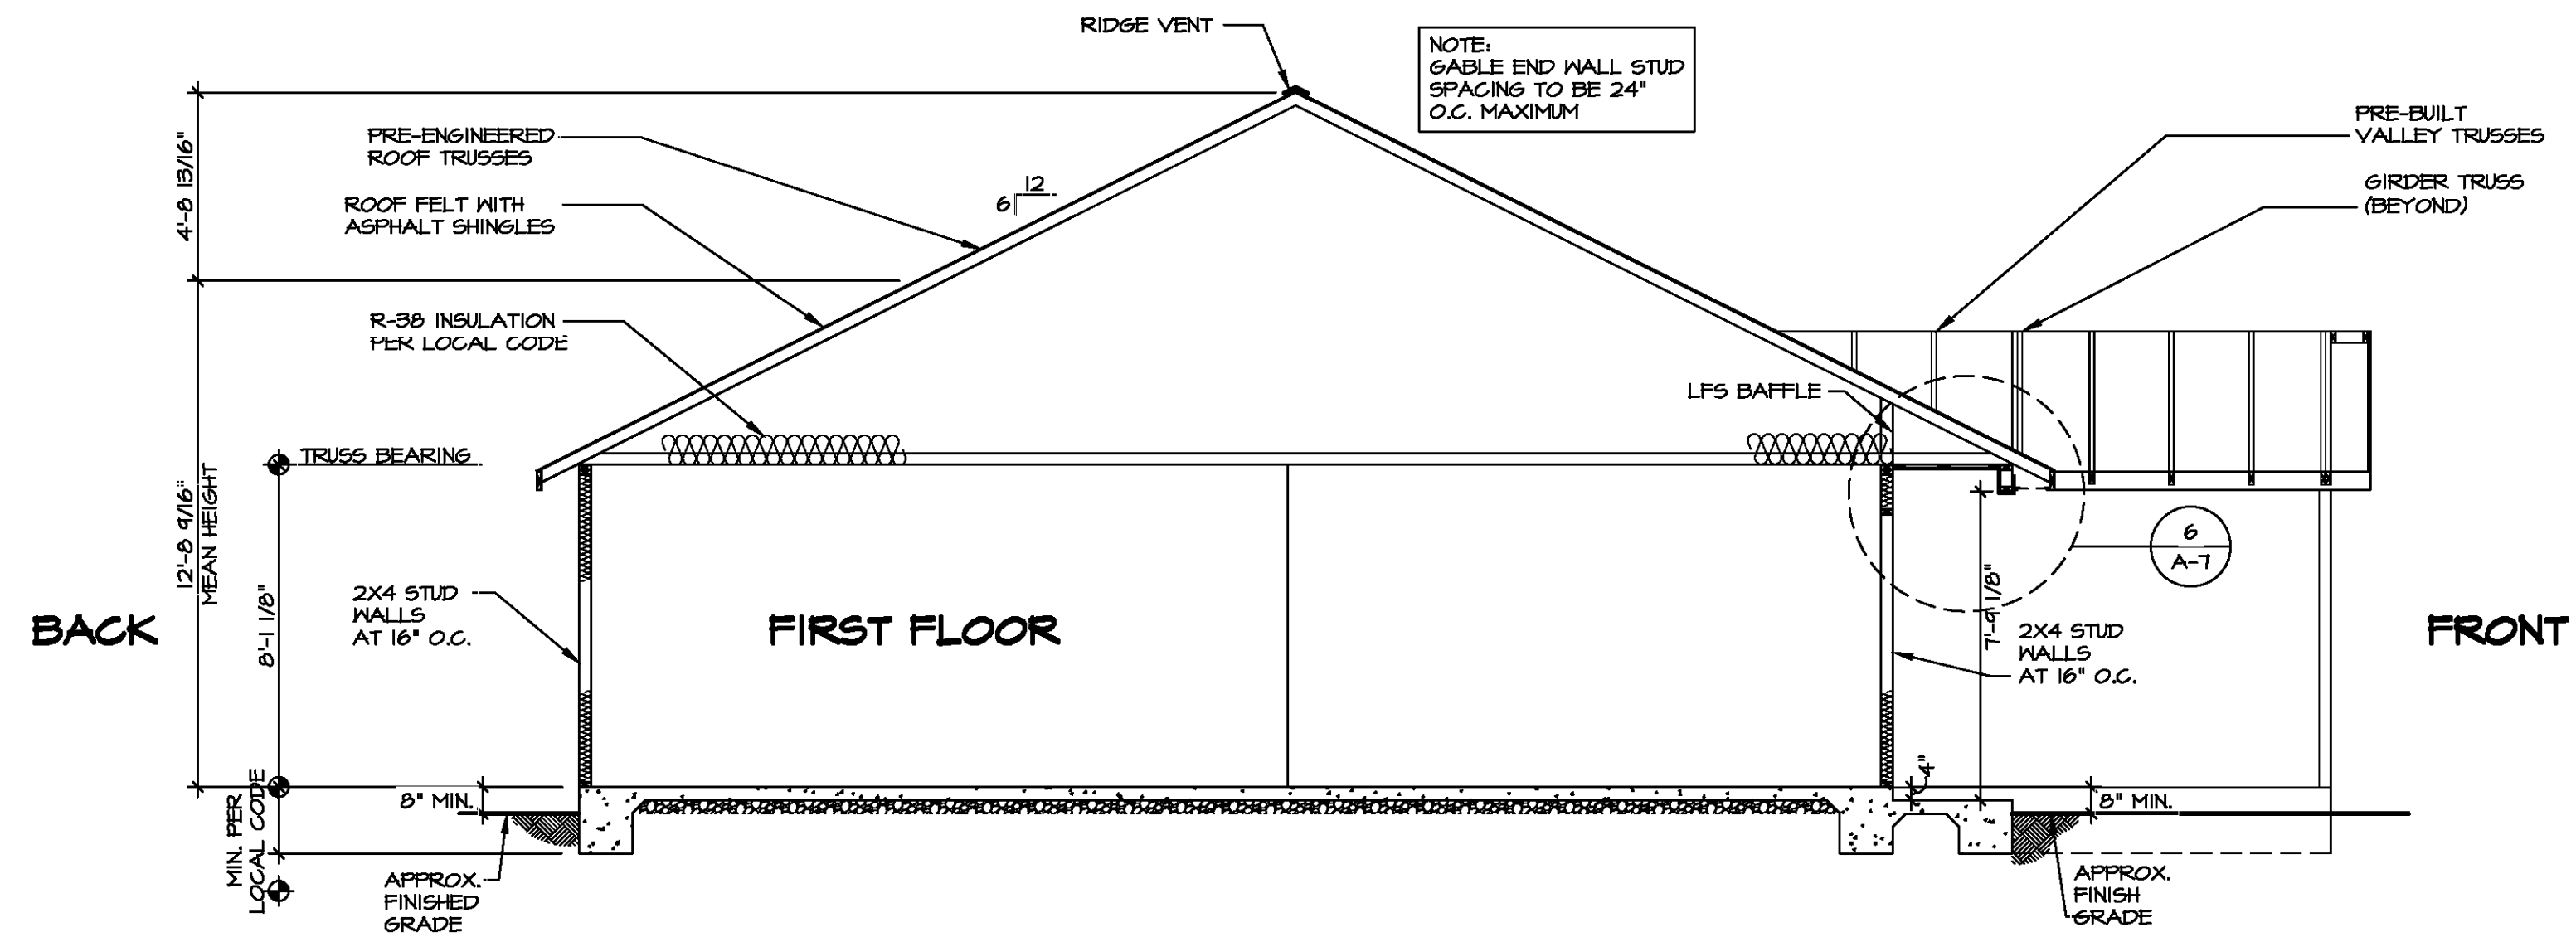 RIDGE VENT
NOTE:
GABLE END WALL STUD
SPACING TO BE 24"
O.C. MAXIMUM
PRE-BUILT
VALLEY TRUSSES
GIRDER TRUSS
(BEYOND)
PRE-ENGINEERED
ROOF TRUSSES
4'-8 13/16"
12
6
ROOF FELT WITH
ASPHALT SHINGLES
R-38 INSULATION
PER LOCAL CODE
LFS BAFFLE
TRUSS BEARING
12'-8 9/16"
MEAN HEIGHT
8'-1 1/8"
6
A-7
7'-9 1/8"
2X4 STUD
WALLS
AT 16" O.C.
BACK
FIRST FLOOR
2X4 STUD
WALLS
AT 16" O.C.
FRONT
8" MIN.
4"
8" MIN.
MIN. PER
LOCAL CODE
APPROX.
FINISHED
GRADE
APPROX.
FINISH
GRADE